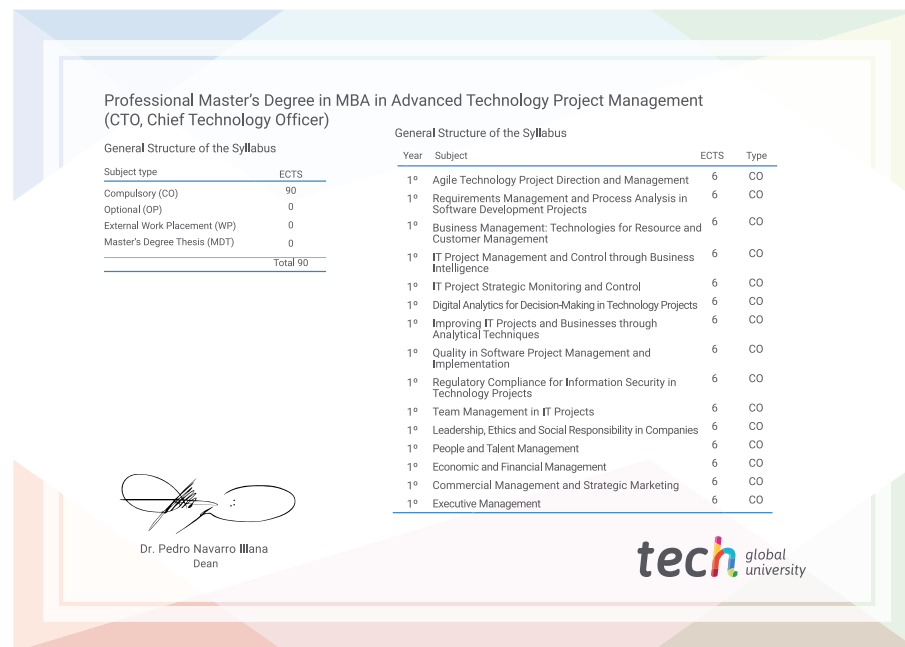 Professional Master's Degree in MBA in Advanced Technology Project Management
(CTO, Chief Technology Officer)
General Structure of the Syllabus
Subject type ECTS
Compulsory (CO) 90
Optional (OP) 0
External Work Placement (WP) 0
Master's Degree Thesis (MDT) 0
Total 90
General Structure of the Syllabus
Year Subject ECTS Type
1º Agile Technology Project Direction and Management 6 CO
1º Requirements Management and Process Analysis in 6 CO
Software Development Projects
1º Business Management: Technologies for Resource and 6 CO
Customer Management
1º IT Project Management and Control through Business 6 CO
Intelligence
1º IT Project Strategic Monitoring and Control 6 CO
1º Digital Analytics for Decision-Making in Technology Projects 6 CO
1º Improving IT Projects and Businesses through 6 CO
Analytical Techniques
1º Quality in Software Project Management and 6 CO
Implementation
1º Regulatory Compliance for Information Security in 6 CO
Technology Projects
1º Team Management in IT Projects 6 CO
1º Leadership, Ethics and Social Responsibility in Companies 6 CO
1º People and Talent Management 6 CO
1º Economic and Financial Management 6 CO
1º Commercial Management and Strategic Marketing 6 CO
1º Executive Management 6 CO
Dr. Pedro Navarro Illana
Dean
tech global
university